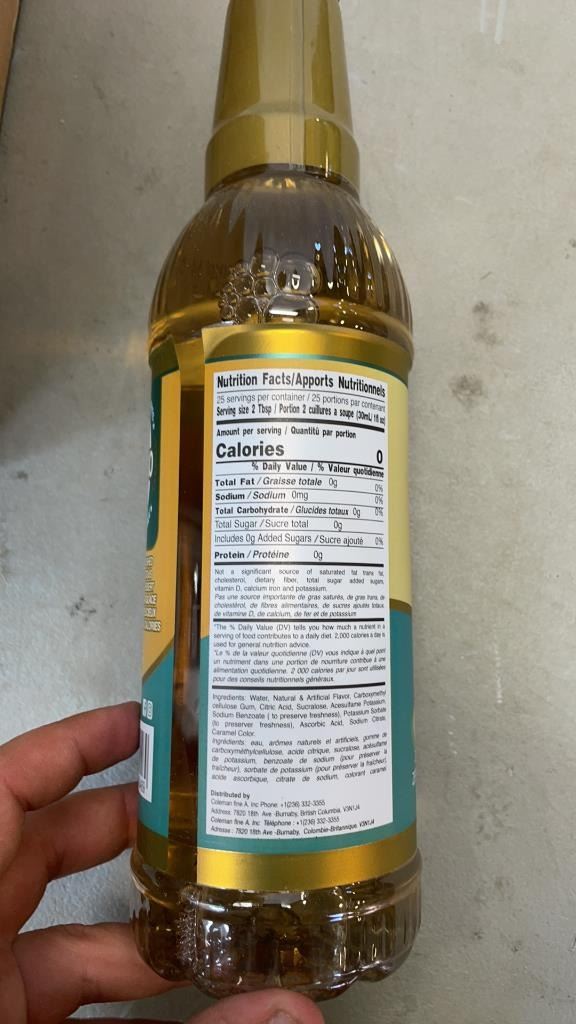 Nutrition Facts/Apports Nutritionnels
25 servings per container / 25 portions par contenant
Serving size 2 Tbsp / Portion 2 cuillures a soupe (30mL/ 1fl oz)
Amount per serving / Quantitü par portion
Calories 0
% Daily Value / % Valeur quotidienne
Total Fat / Graisse totale 0g 0%
Sodium / Sodium 0mg 0%
Total Carbohydrate / Glucides totaux 0g 0%
Total Sugar / Sucre total 0g
Includes 0g Added Sugars / Sucre ajouté 0%
Protein / Protéine 0g
Not a significant source of saturated fat trans fat,
cholesterol, dietary fiber, total sugar added sugars,
vitamin D, calcium iron and potassium.
Pas une source importante de gras saturés, de gras trans, de
cholestérol, de fibres alimentaires, de sucres ajoutés totaux
de vitamine D, de calcium, de fer et de potassium
*The % Daily Value (DV) tells you how much a nutrient in a
serving of food contributes to a daily diet. 2,000 calories a day is
used for general nutrition advice.
*Le % de la valeur quotidienne (DV) vous indique à quel point
un nutriment dans une portion de nourriture contribue à une
alimentation quotidienne. 2 000 calories par jour sont utilisées
pour des conseils nutritionnels généraux.
Ingredients: Water, Natural & Artificial Flavor, Carboxymethyl
cellulose Gum, Citric Acid, Sucralose, Acesulfame Potassium,
Sodium Benzoate ( to preserve freshness), Potassium Sorbate
(to preserve freshness), Ascorbic Acid, Sodium Citrate,
Caramel Color.
Ingrédients: eau, arômes naturels et artificiels, gomme de
carboxyméthylcellulose, acide citrique, sucralose, acésulfame
de potassium, benzoate de sodium (pour préserver la
fraîcheur), sorbate de potassium (pour préserver la fraîcheur),
acide ascorbique, citrate de sodium, colorant caramel
Distributed by
Coleman fine A. inc Phone: +1(236) 332-3355
Address: 7820 18th Ave -Burnaby, British Columbia, V3N1J4
Coleman fine A. inc Téléphone : +1(236) 332-3355
Adresse : 7820 18th Ave -Burnaby, Colombie-Britannique, V3N1J4